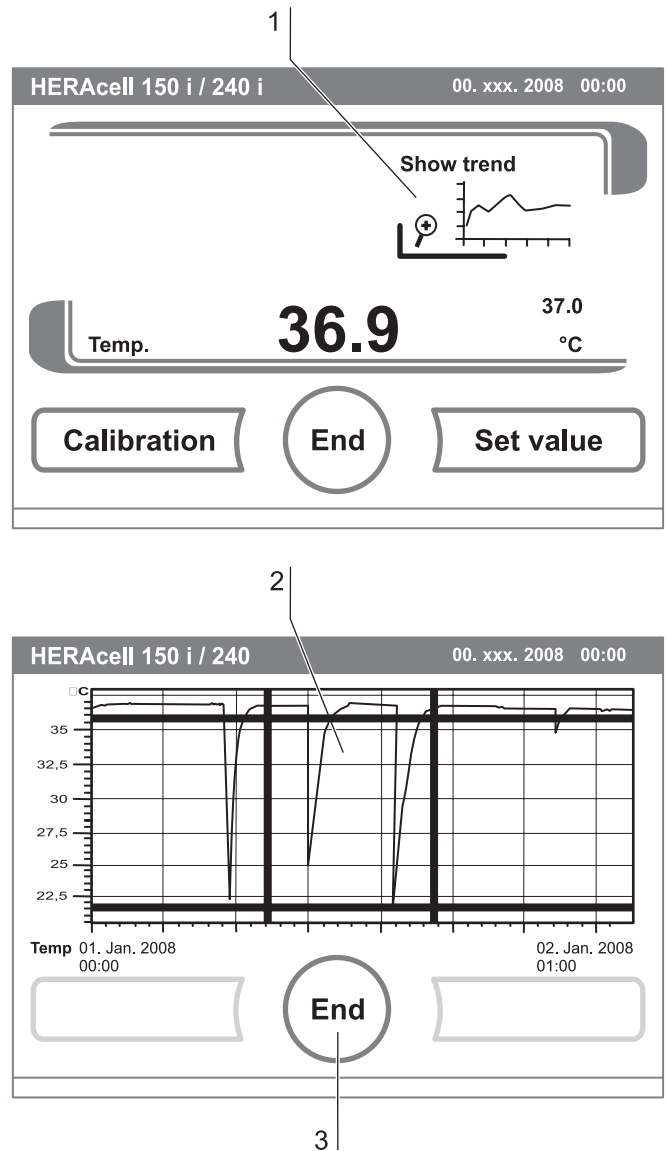 1
HERAcell 150 i / 240 i 00. xxx. 2008 00:00
Show trend
37.0
Temp. 36.9 °C
Calibration End Set value
2
HERAcell 150 i / 240 00. xxx. 2008 00:00
□C
35
32,5
30
27,5
25
22,5
Temp 01. Jan. 2008 02. Jan. 2008
00:00 01:00
End
3